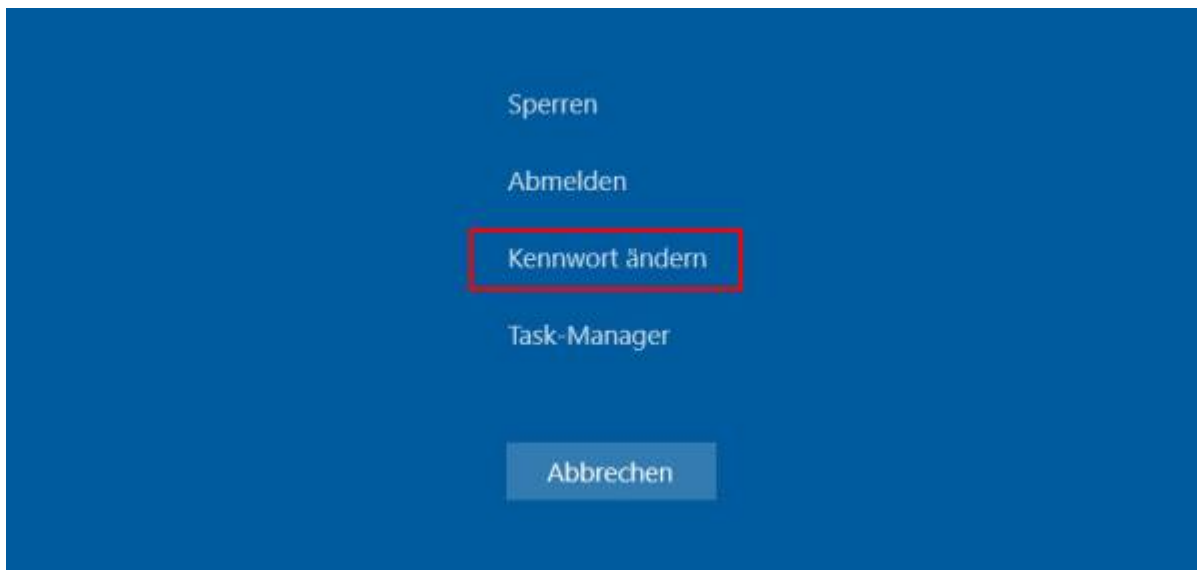 Sperren
Abmelden
Kennwort ändern
Task-Manager
Abbrechen